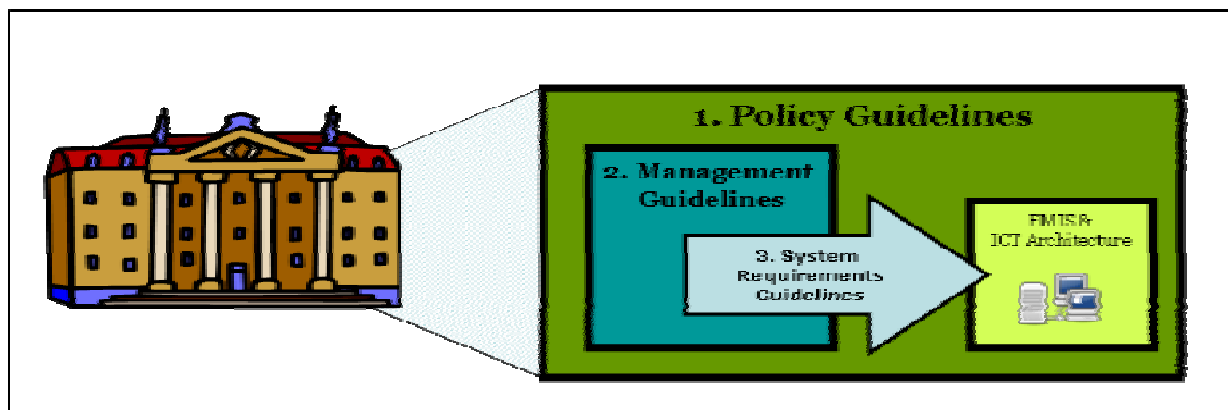 1. Policy Guidelines
2. Management
Guidelines
3. System
Requirements
Guidelines
FMIS &
ICT Architecture